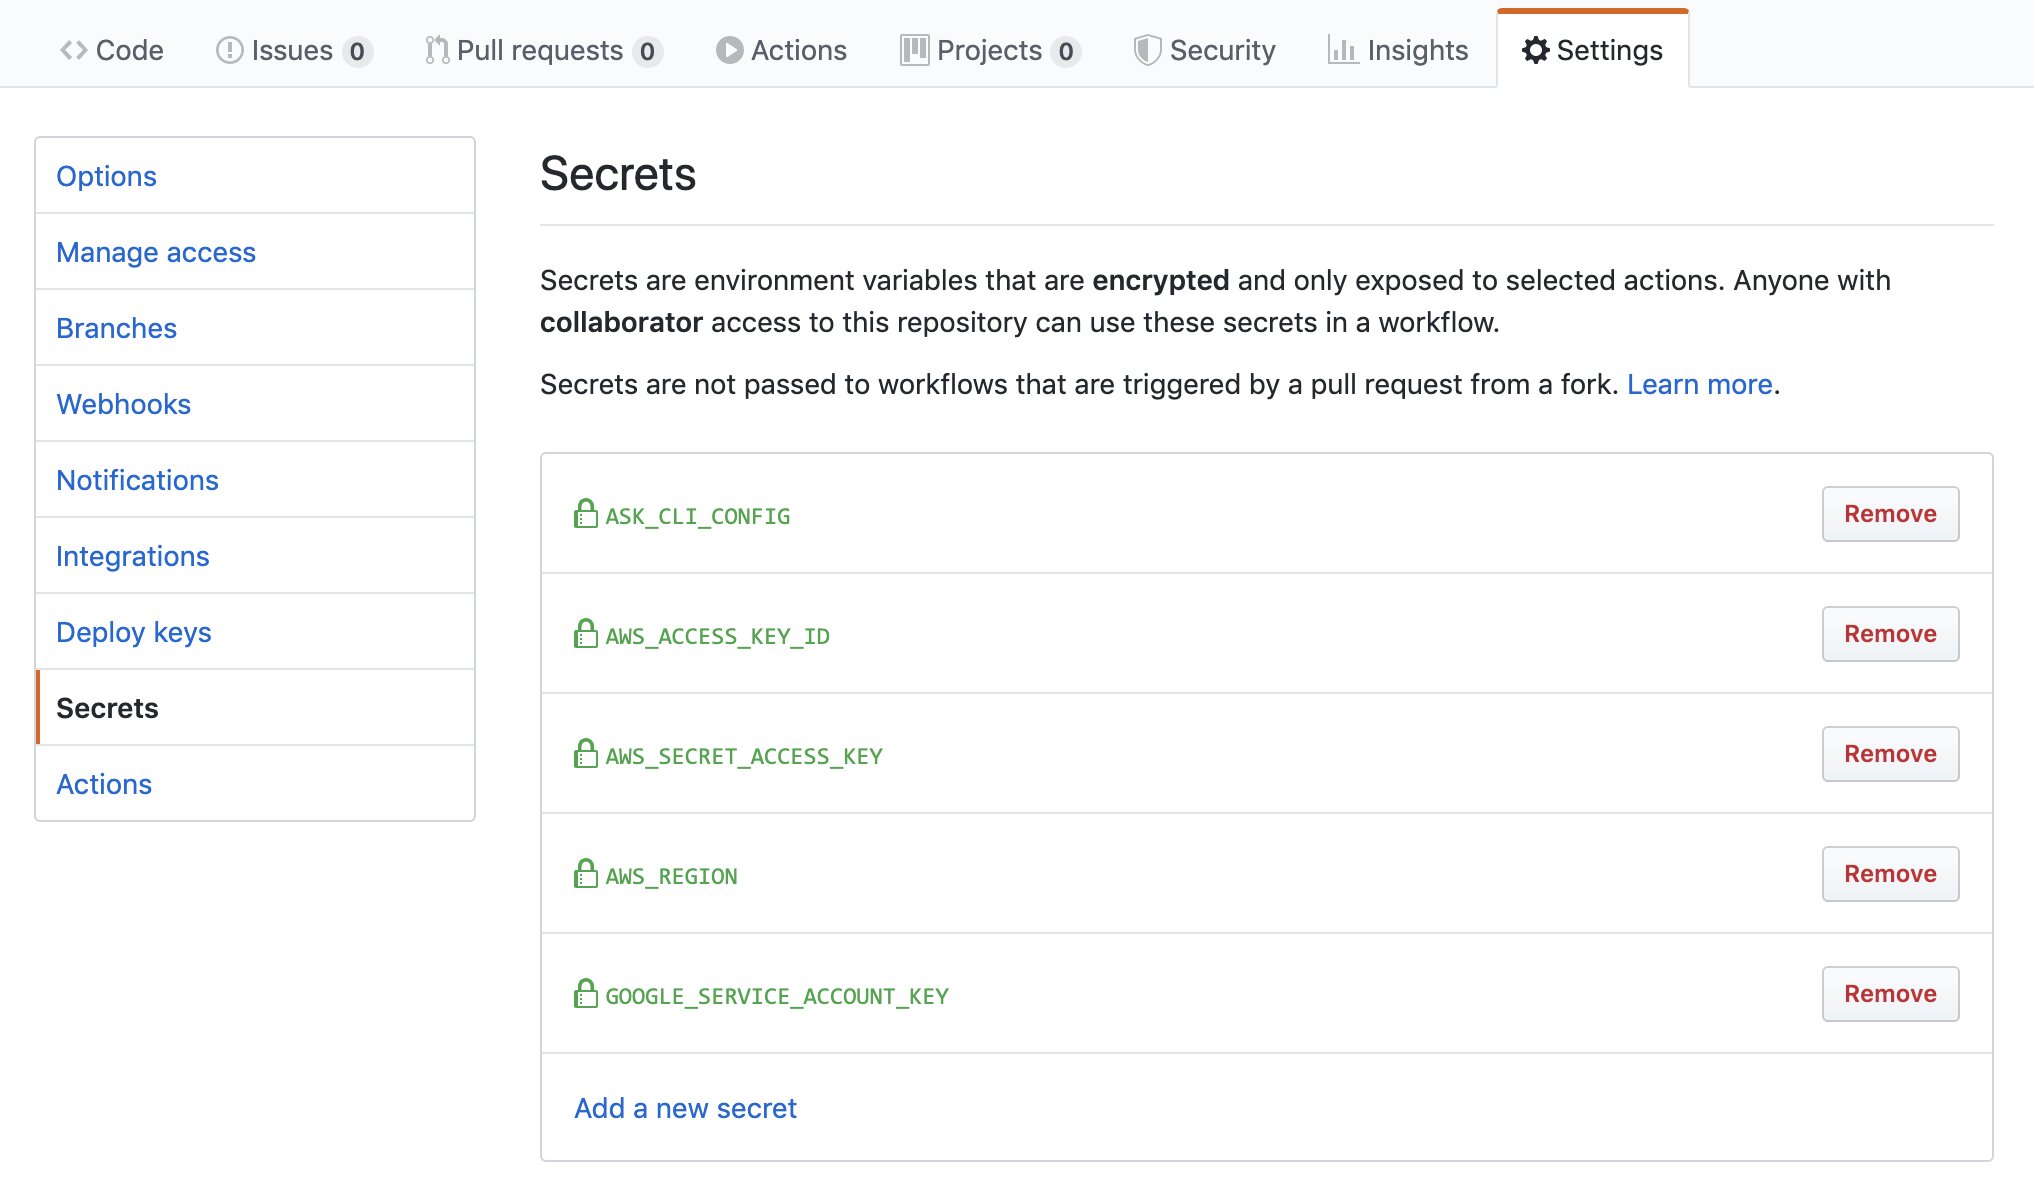 Code Issues 0 Pull requests 0 Actions Projects 0 Security Insights Settings
Options
Manage access
Branches
Webhooks
Notifications
Integrations
Deploy keys
Secrets
Actions
Secrets
Secrets are environment variables that are encrypted and only exposed to selected actions. Anyone with
collaborator access to this repository can use these secrets in a workflow.
Secrets are not passed to workflows that are triggered by a pull request from a fork. Learn more.
ASK_CLI_CONFIG Remove
AWS_ACCESS_KEY_ID Remove
AWS_SECRET_ACCESS_KEY Remove
AWS_REGION Remove
GOOGLE_SERVICE_ACCOUNT_KEY Remove
Add a new secret